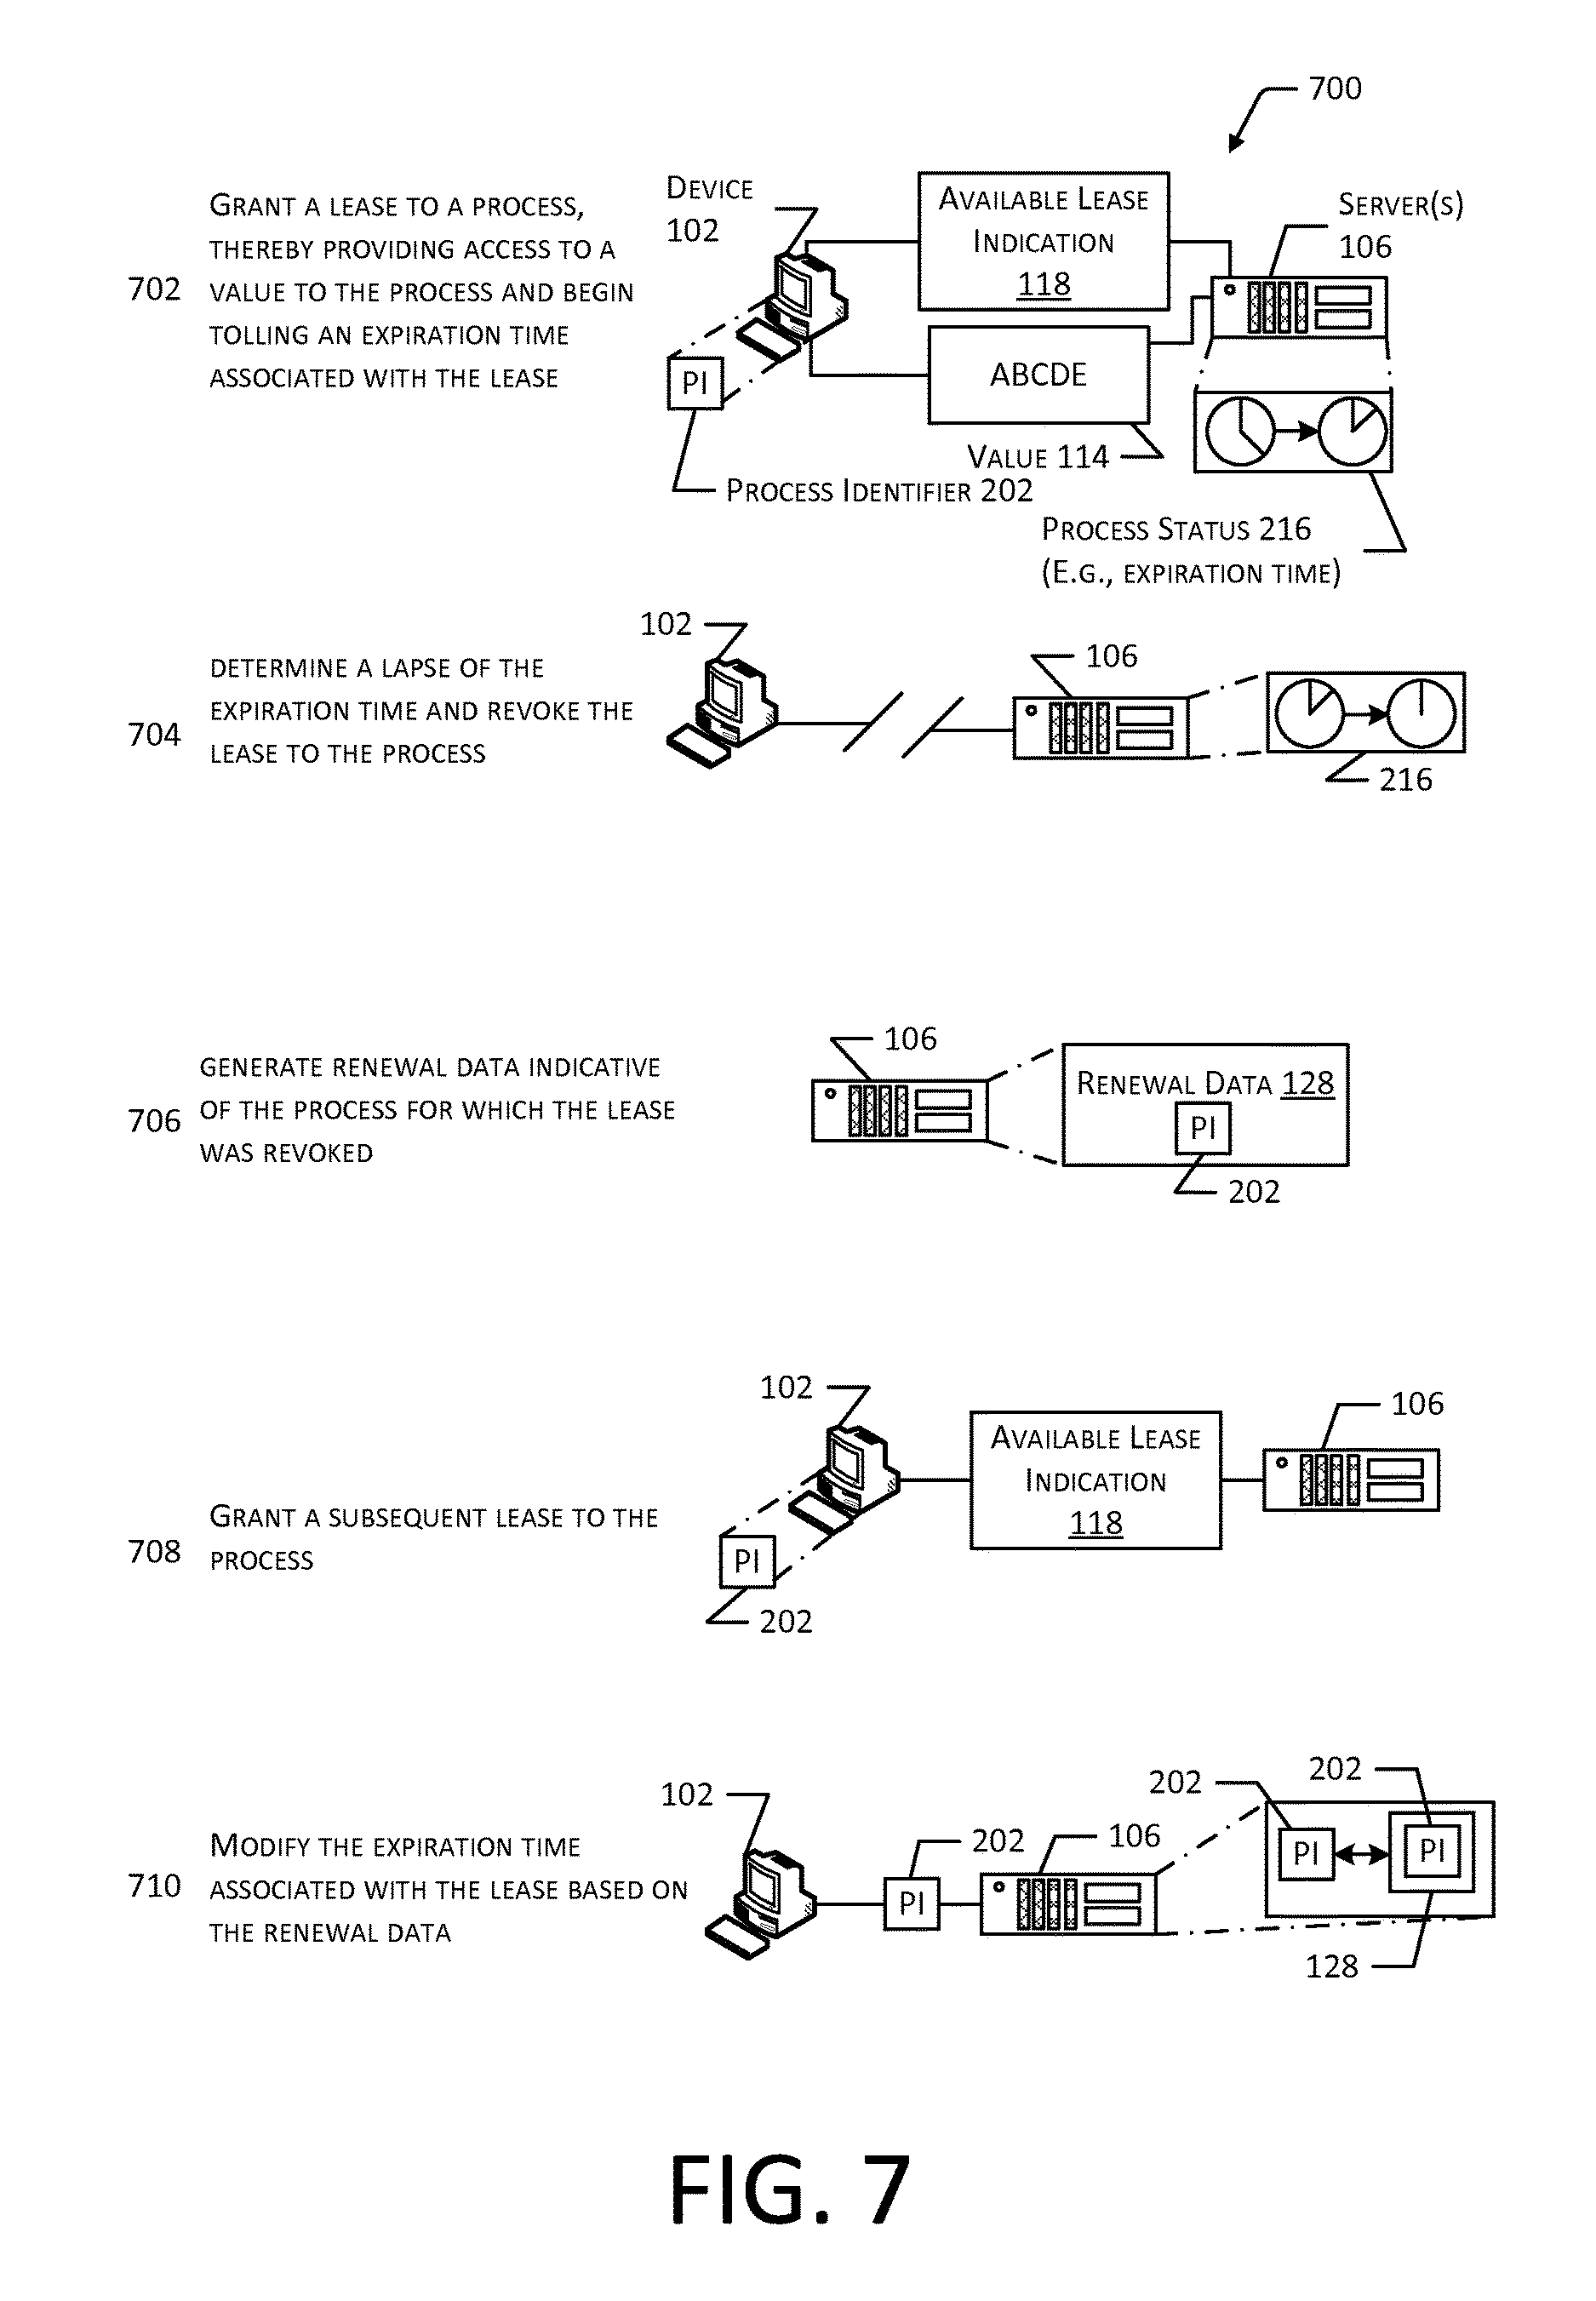 700
702
GRANT A LEASE TO A PROCESS,
THEREBY PROVIDING ACCESS TO A
VALUE TO THE PROCESS AND BEGIN
TOLLING AN EXPIRATION TIME
ASSOCIATED WITH THE LEASE
DEVICE
102
AVAILABLE LEASE
INDICATION
118
SERVER(S)
106
PI
ABCDE
VALUE 114
PROCESS IDENTIFIER 202
PROCESS STATUS 216
(E.G., EXPIRATION TIME)
704
DETERMINE A LAPSE OF THE
EXPIRATION TIME AND REVOKE THE
LEASE TO THE PROCESS
102
106
216
706
GENERATE RENEWAL DATA INDICATIVE
OF THE PROCESS FOR WHICH THE LEASE
WAS REVOKED
106
RENEWAL DATA 128
PI
202
708
GRANT A SUBSEQUENT LEASE TO THE
PROCESS
102
AVAILABLE LEASE
INDICATION
118
106
PI
202
710
MODIFY THE EXPIRATION TIME
ASSOCIATED WITH THE LEASE BASED ON
THE RENEWAL DATA
102
202
PI
106
202
202
PI
PI
128
FIG. 7